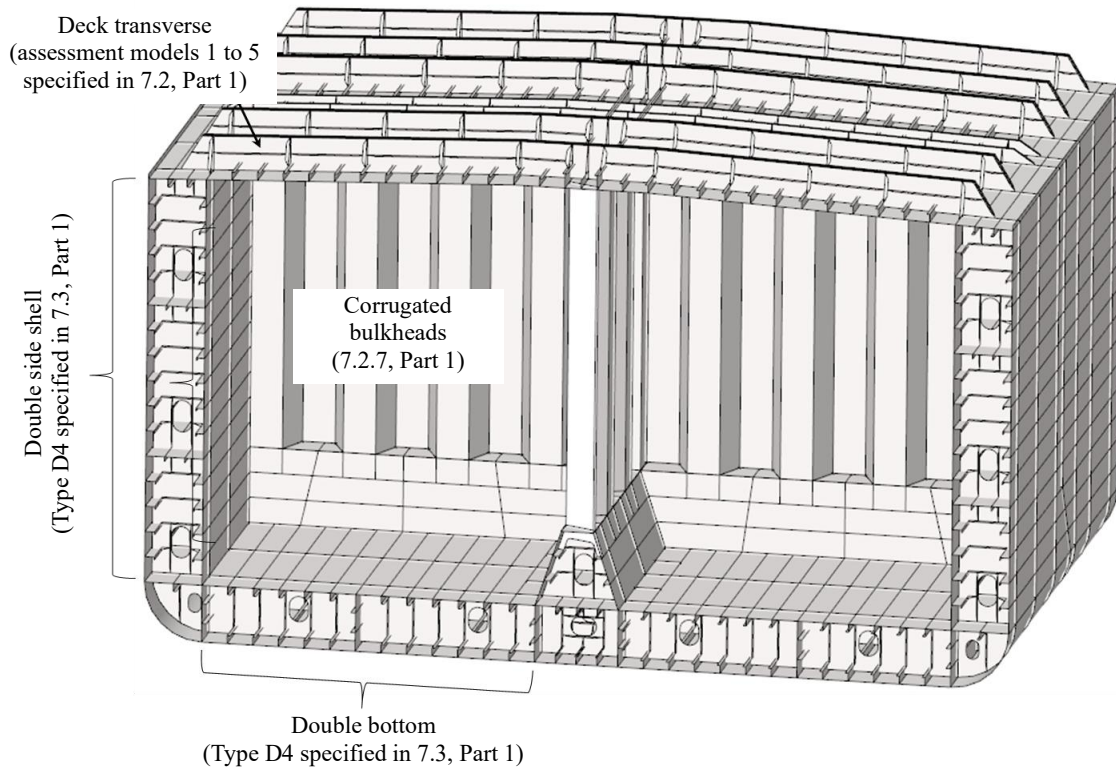 Deck transverse
(assessment models 1 to 5
specified in 7.2, Part 1)
Double side shell
(Type D4 specified in 7.3, Part 1)
Corrugated
bulkheads
(7.2.7, Part 1)
Double bottom
(Type D4 specified in 7.3, Part 1)